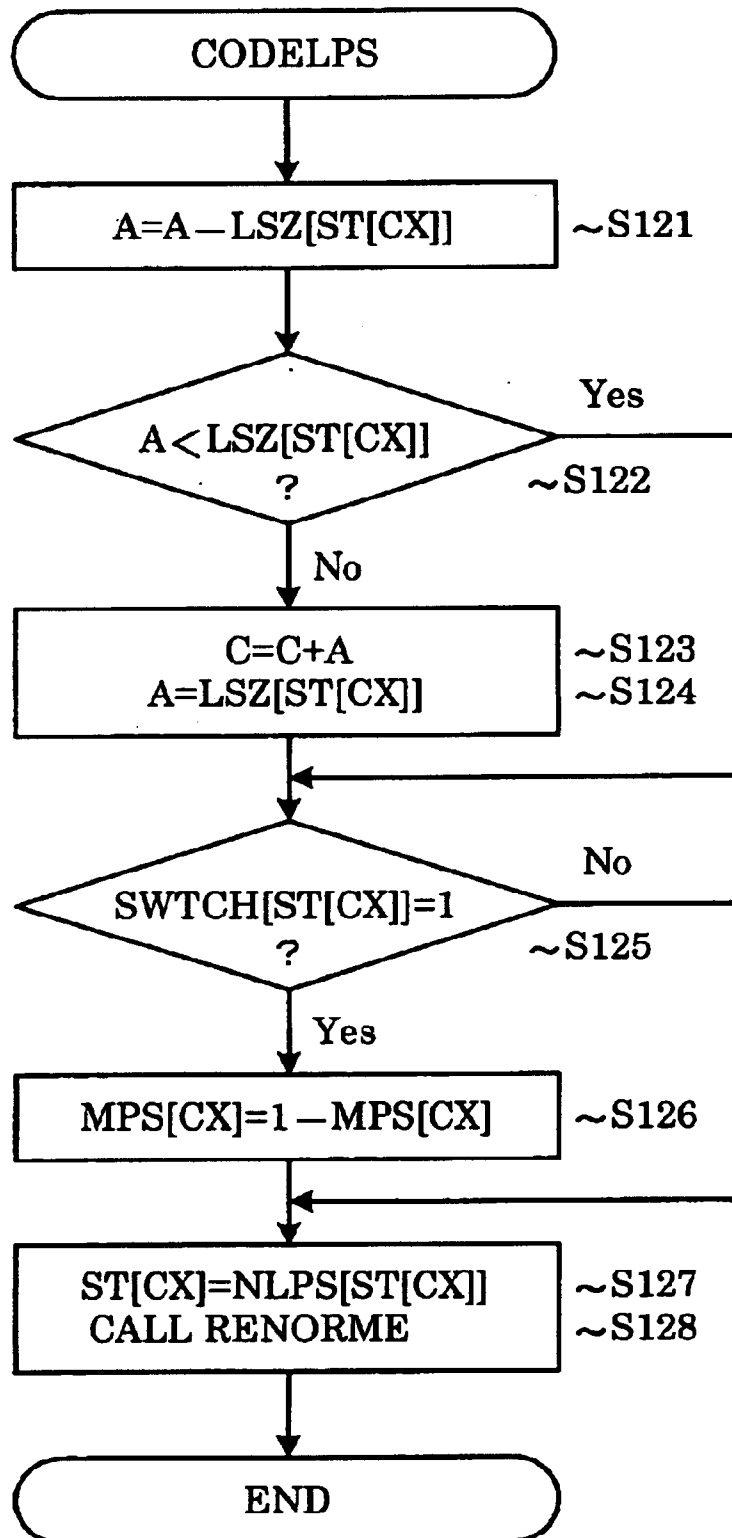 CODELPS
A=A−LSZ[ST[CX]] ~S121
A<LSZ[ST[CX]]
?
Yes
~S122
No
C=C+A ~S123
A=LSZ[ST[CX]] ~S124
SWTCH[ST[CX]]=1
?
No
~S125
Yes
MPS[CX]=1−MPS[CX] ~S126
ST[CX]=NLPS[ST[CX]] ~S127
CALL RENORME ~S128
END